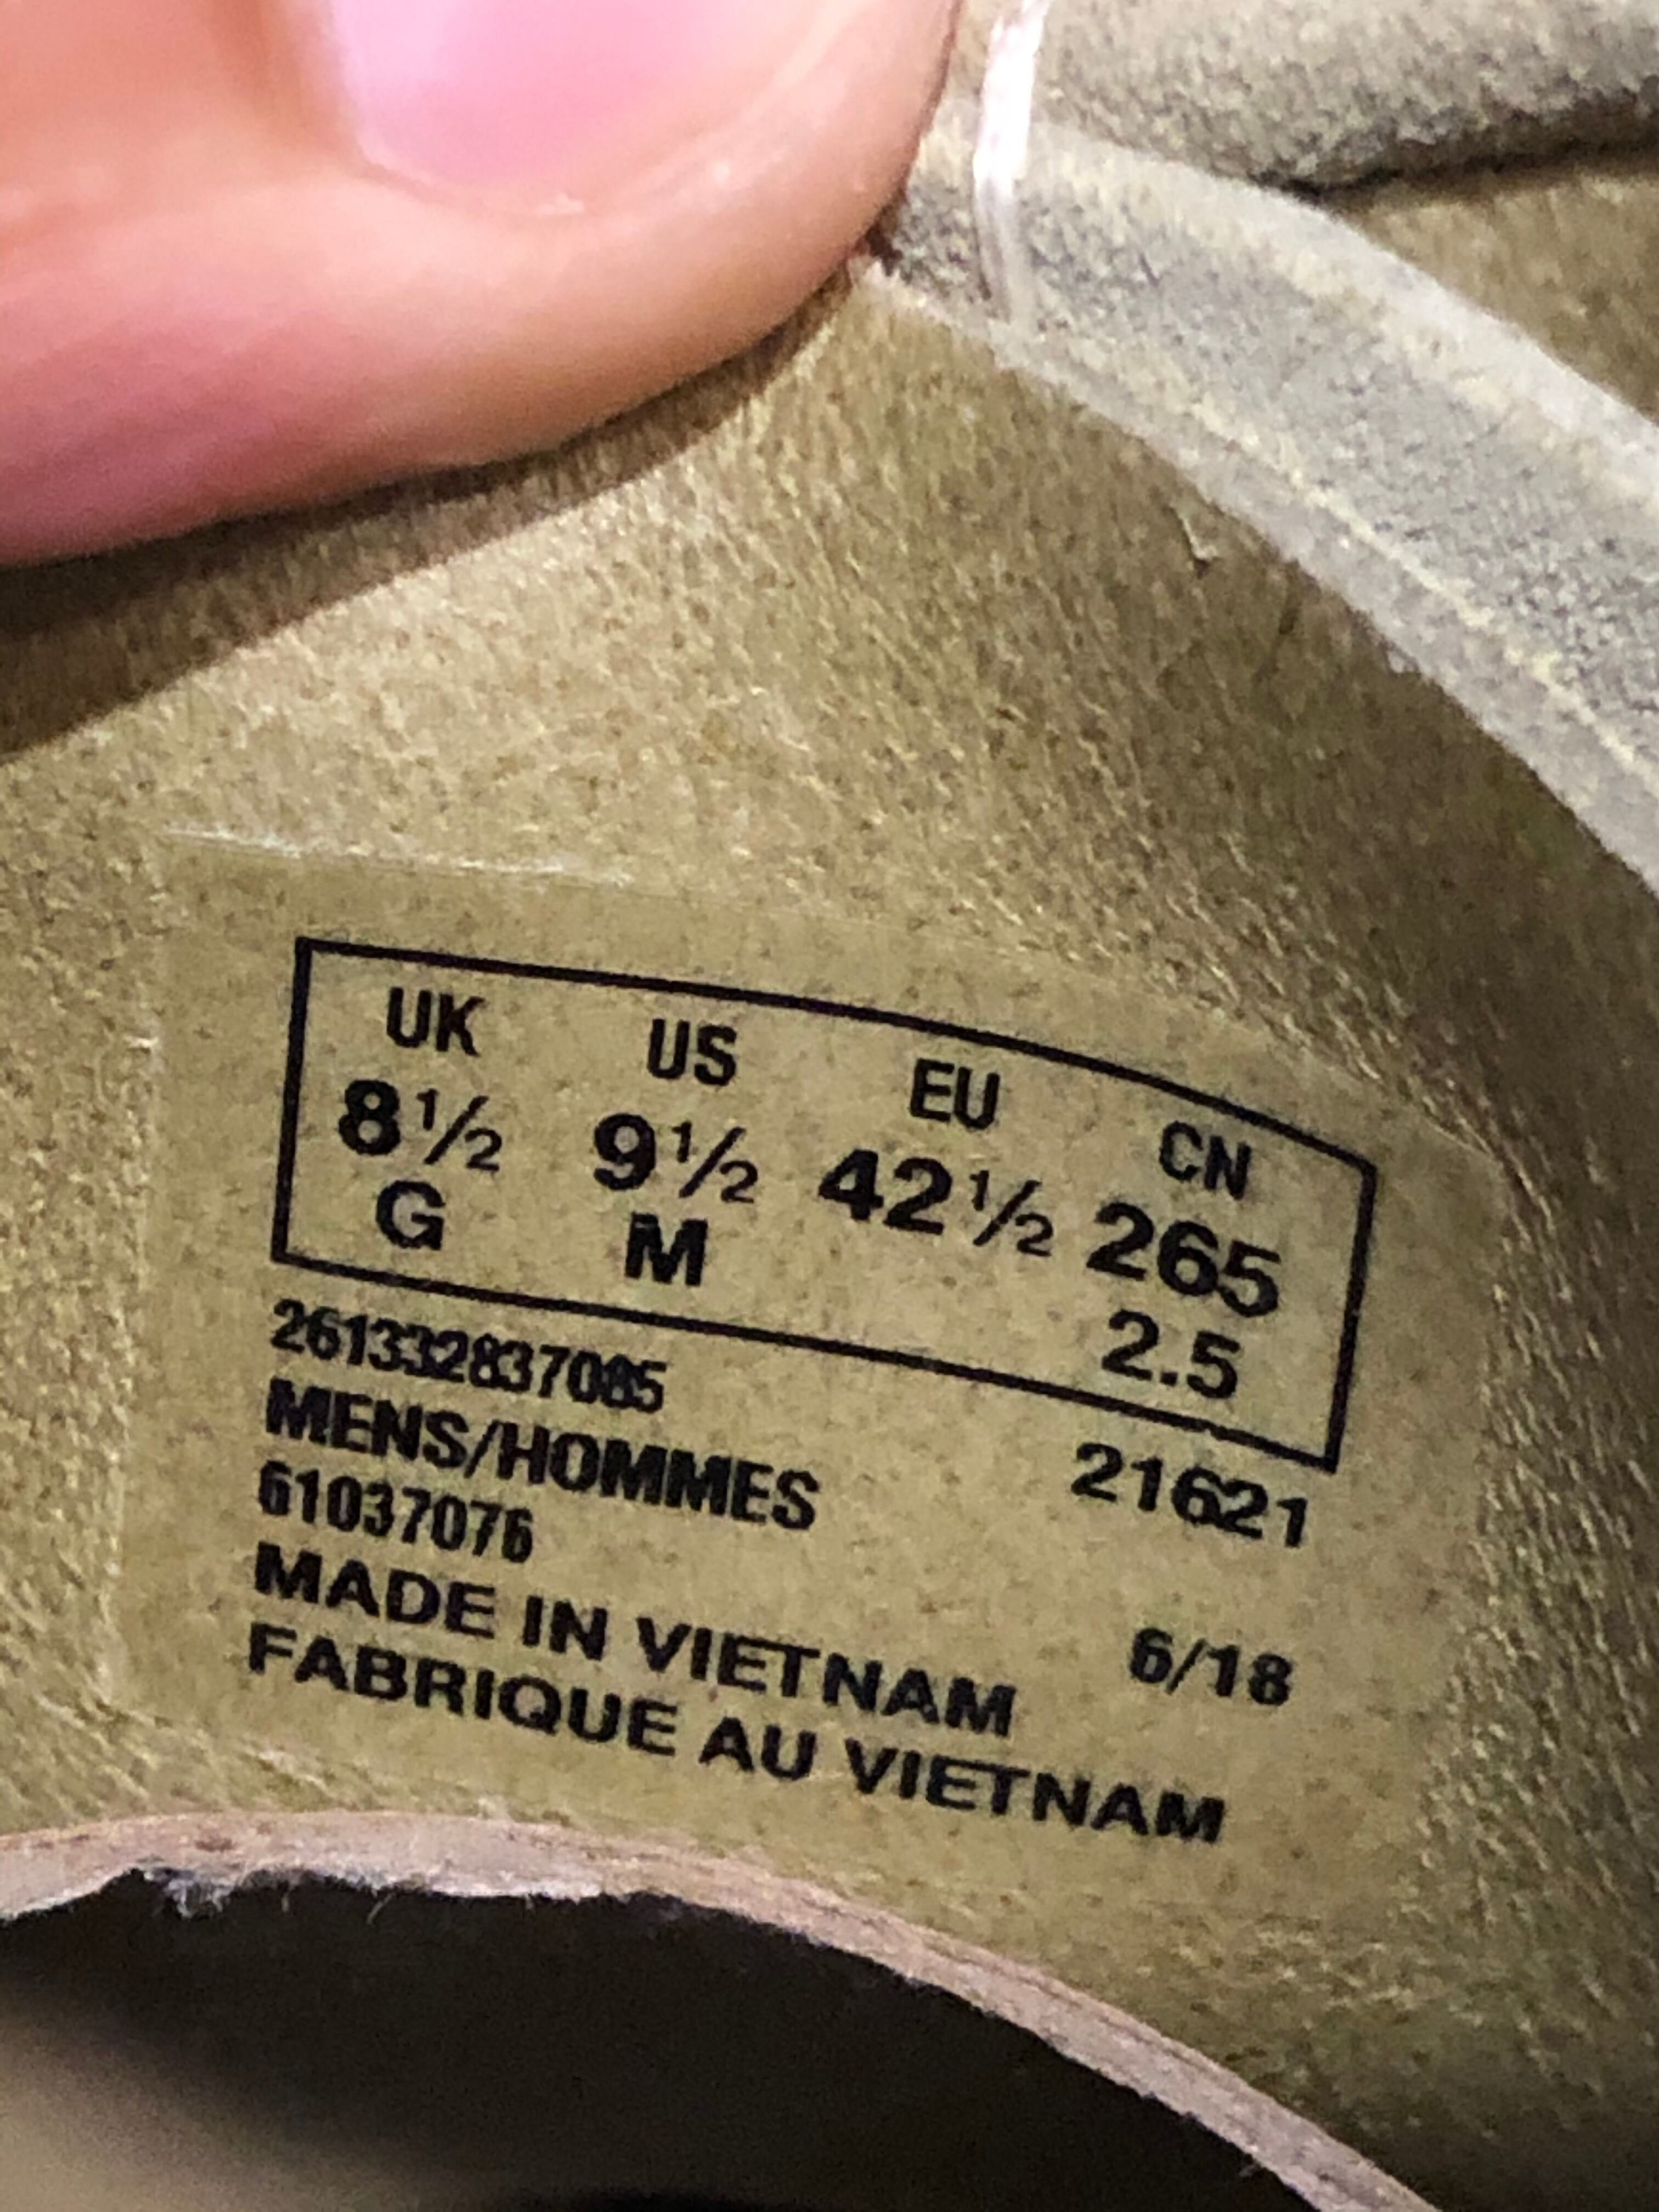 UK US EU CN
8½ 9½ 42½ 265
G M 2.5
261332837085
MENS/HOMMES 21621
61037076
MADE IN VIETNAM 6/18
FABRIQUE AU VIETNAM